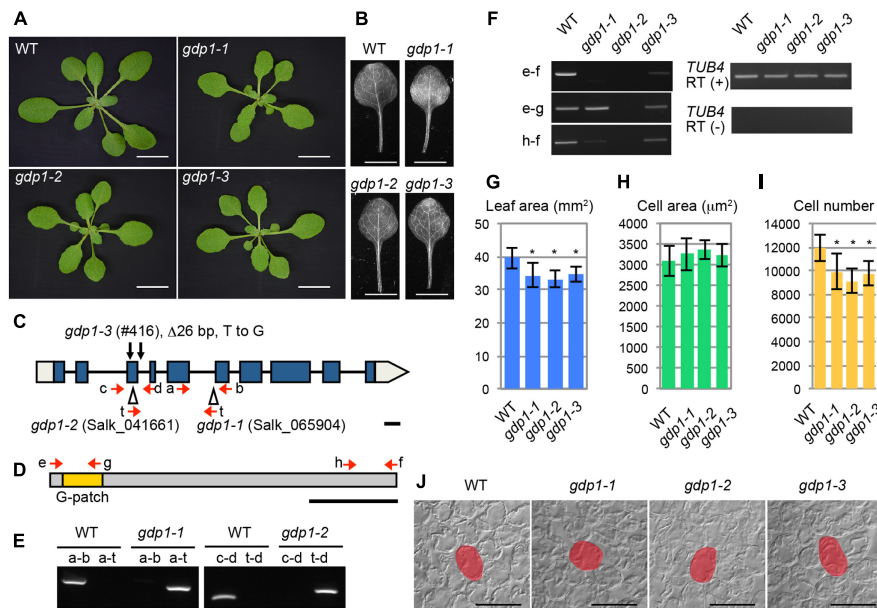 A
WT
gdp1-1
gdp1-2
gdp1-3
B
WT
gdp1-1
gdp1-2
gdp1-3
C
gdp1-3 (#416), Δ26 bp, T to G
c
d
a
b
t
t
gdp1-2 (Salk_041661)
gdp1-1 (Salk_065904)
D
e
g
h
f
G-patch
E
WT
gdp1-1
WT
gdp1-2
a-b a-t
a-b a-t
c-d t-d
c-d t-d
F
WT
gdp1-1
gdp1-2
gdp1-3
e-f
e-g
h-f
WT
gdp1-1
gdp1-2
gdp1-3
TUB4
RT (+)
TUB4
RT (-)
G
Leaf area (mm²)
50
40
30
20
10
0
* * *
WT
gdp1-1
gdp1-2
gdp1-3
H
Cell area (μm²)
4000
3500
3000
2500
2000
1500
1000
500
0
WT
gdp1-1
gdp1-2
gdp1-3
I
Cell number
14000
12000
10000
8000
6000
4000
2000
0
* * *
WT
gdp1-1
gdp1-2
gdp1-3
J
WT
gdp1-1
gdp1-2
gdp1-3